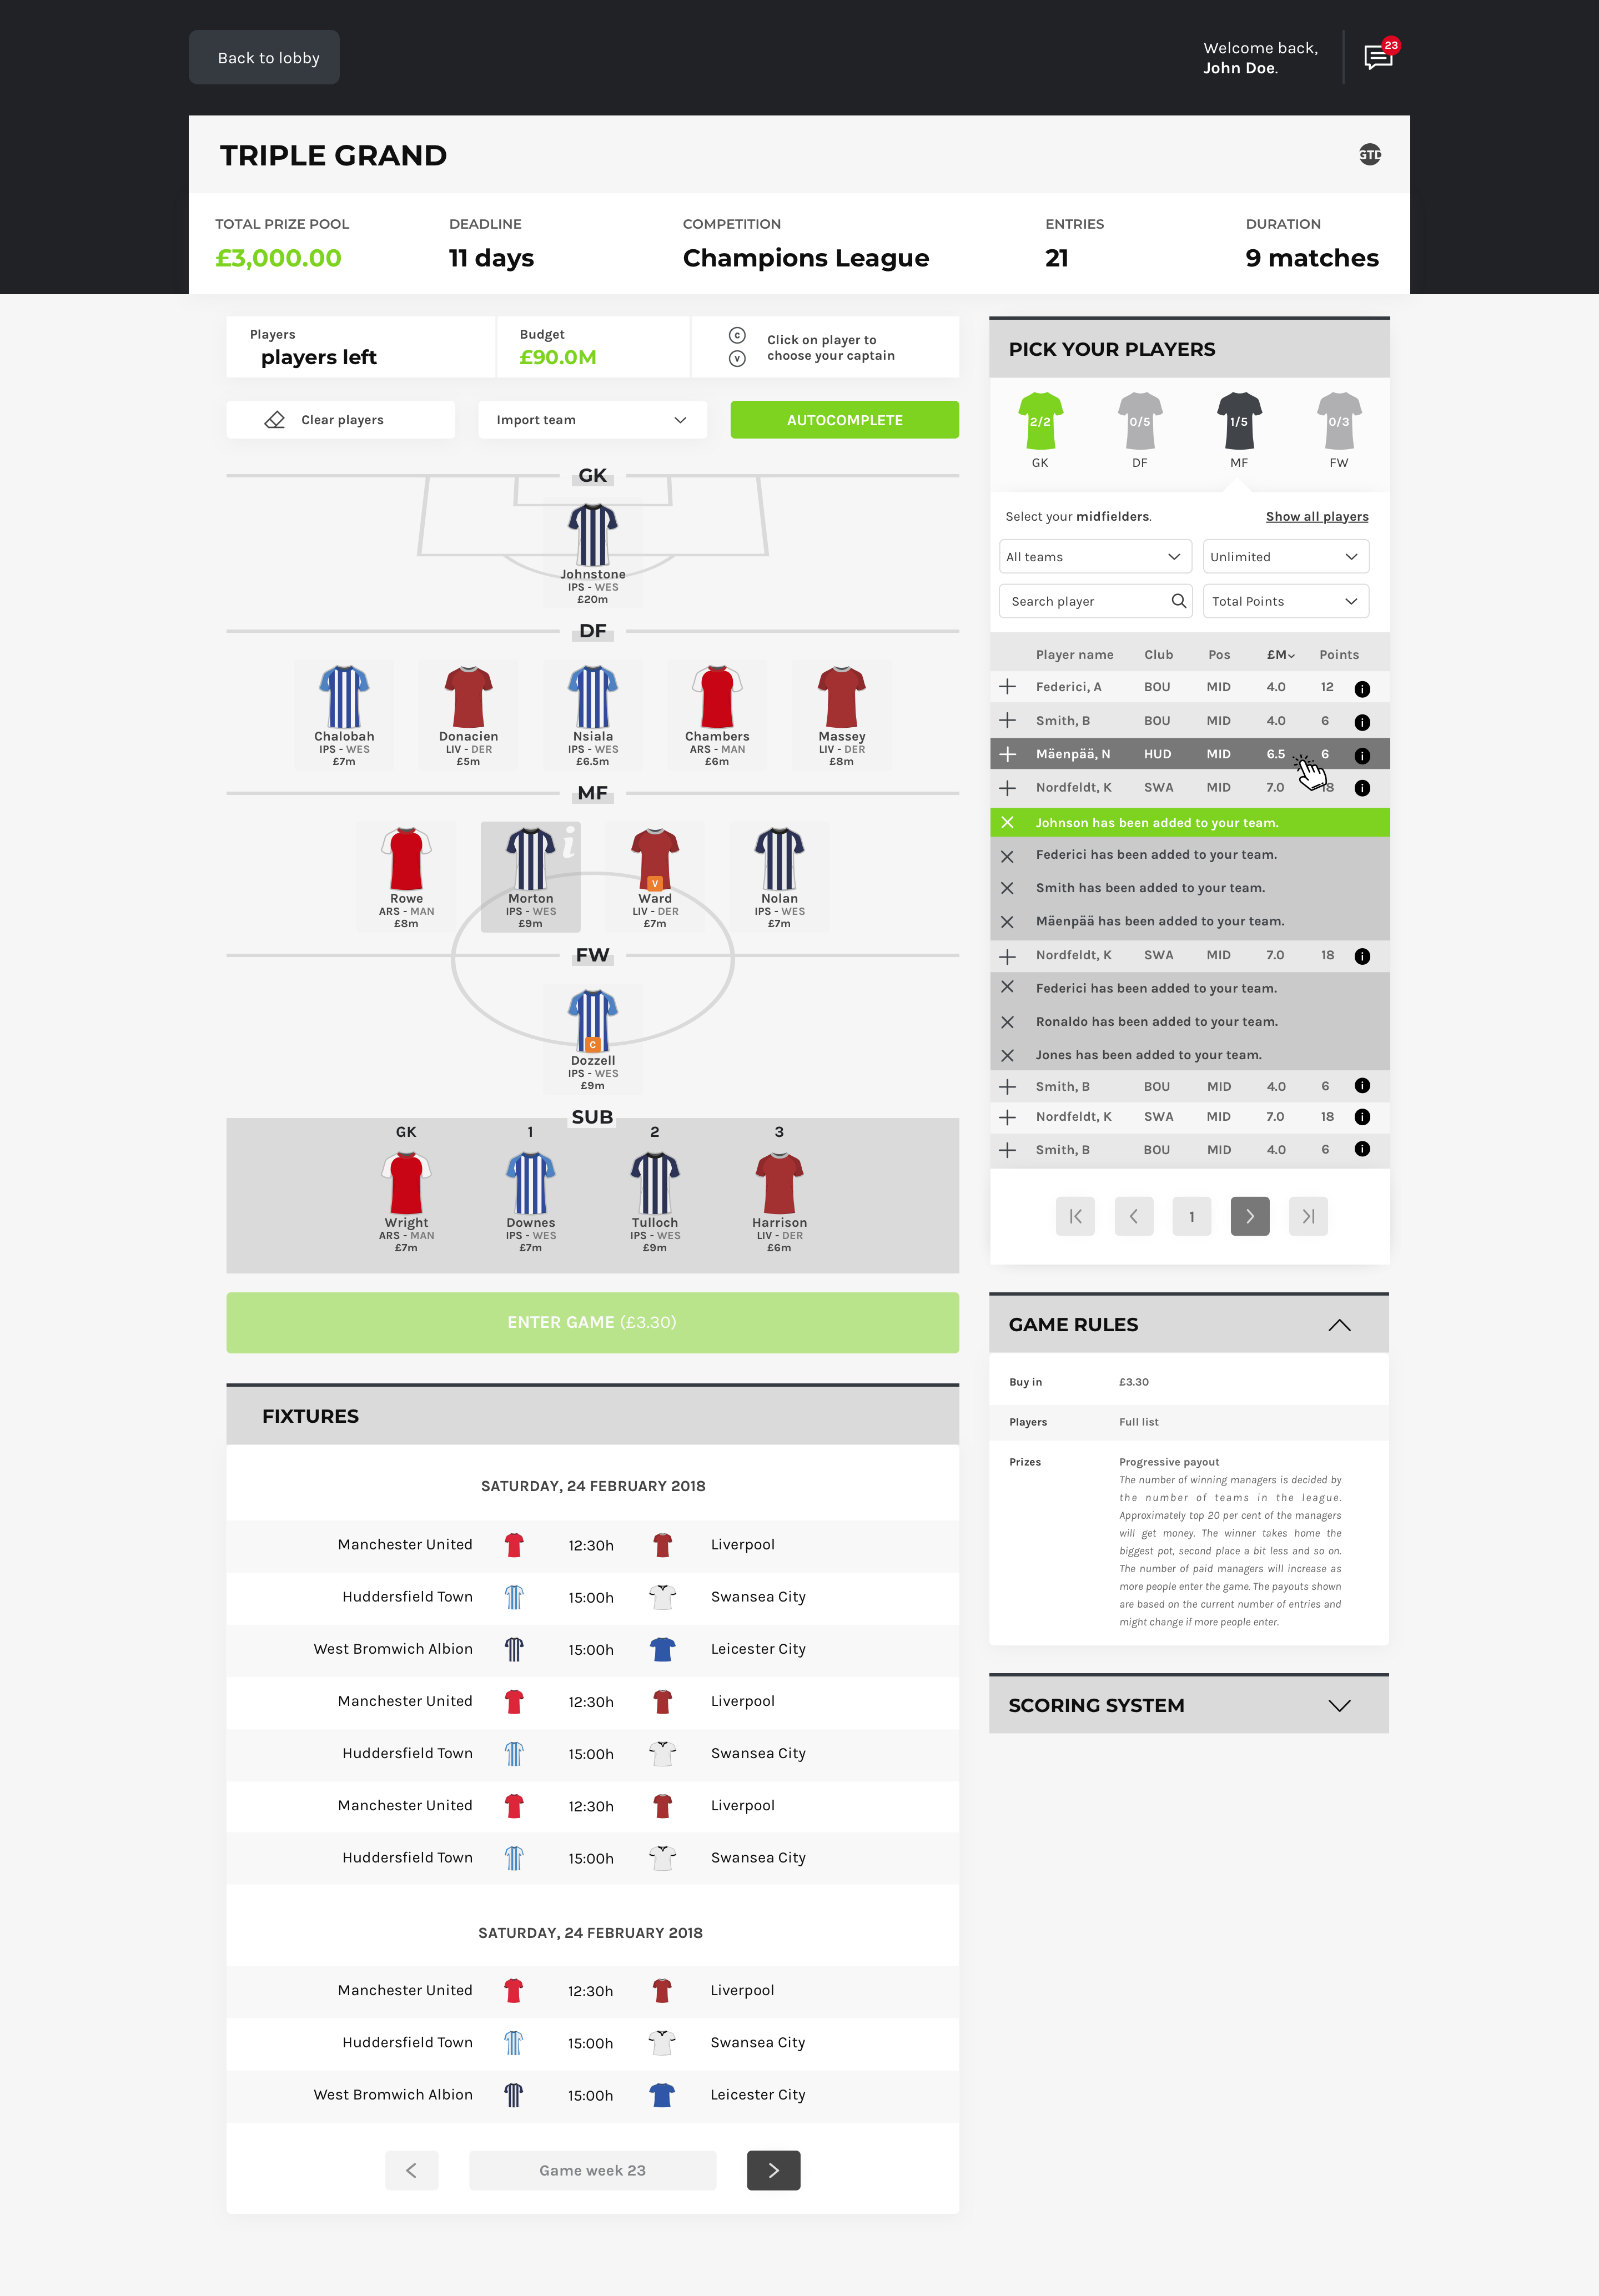 Back to lobby
Welcome back,
John Doe.
23
TRIPLE GRAND
GTD
TOTAL PRIZE POOL DEADLINE COMPETITION ENTRIES DURATION
£3,000.00 11 days Champions League 21 9 matches
Players
players left
Budget
£90.0M
C
V
Click on player to
choose your captain
Clear players
Import team
AUTOCOMPLETE
GK
Johnstone
IPS - WES
£20m
DF
Chalobah Donacien Nsiala Chambers Massey
IPS - WES LIV - DER IPS - WES ARS - MAN LIV - DER
£7m £5m £6.5m £6m £8m
MF
i
V
Rowe Morton Ward Nolan
ARS - MAN IPS - WES LIV - DER IPS - WES
£8m £9m £7m £7m
FW
C
Dozzell
IPS - WES
£9m
SUB
GK 1 2 3
Wright Downes Tulloch Harrison
ARS - MAN IPS - WES IPS - WES LIV - DER
£7m £7m £9m £6m
ENTER GAME (£3.30)
FIXTURES
SATURDAY, 24 FEBRUARY 2018
Manchester United 12:30h Liverpool
Huddersfield Town 15:00h Swansea City
West Bromwich Albion 15:00h Leicester City
Manchester United 12:30h Liverpool
Huddersfield Town 15:00h Swansea City
Manchester United 12:30h Liverpool
Huddersfield Town 15:00h Swansea City
SATURDAY, 24 FEBRUARY 2018
Manchester United 12:30h Liverpool
Huddersfield Town 15:00h Swansea City
West Bromwich Albion 15:00h Leicester City
Game week 23
PICK YOUR PLAYERS
2/2 0/5 1/5 0/3
GK DF MF FW
Select your midfielders. Show all players
All teams Unlimited
Search player Total Points
Player name Club Pos £M Points
Federici, A BOU MID 4.0 12 i
Smith, B BOU MID 4.0 6 i
Mäenpää, N HUD MID 6.5 6 i
Nordfeldt, K SWA MID 7.0 18 i
Johnson has been added to your team.
Federici has been added to your team.
Smith has been added to your team.
Mäenpää has been added to your team.
Nordfeldt, K SWA MID 7.0 18 i
Federici has been added to your team.
Ronaldo has been added to your team.
Jones has been added to your team.
Smith, B BOU MID 4.0 6 i
Nordfeldt, K SWA MID 7.0 18 i
Smith, B BOU MID 4.0 6 i
1
GAME RULES
Buy in £3.30
Players Full list
Prizes Progressive payout
The number of winning managers is decided by
the number of teams in the league.
Approximately top 20 per cent of the managers
will get money. The winner takes home the
biggest pot, second place a bit less and so on.
The number of paid managers will increase as
more people enter the game. The payouts shown
are based on the current number of entries and
might change if more people enter.
SCORING SYSTEM